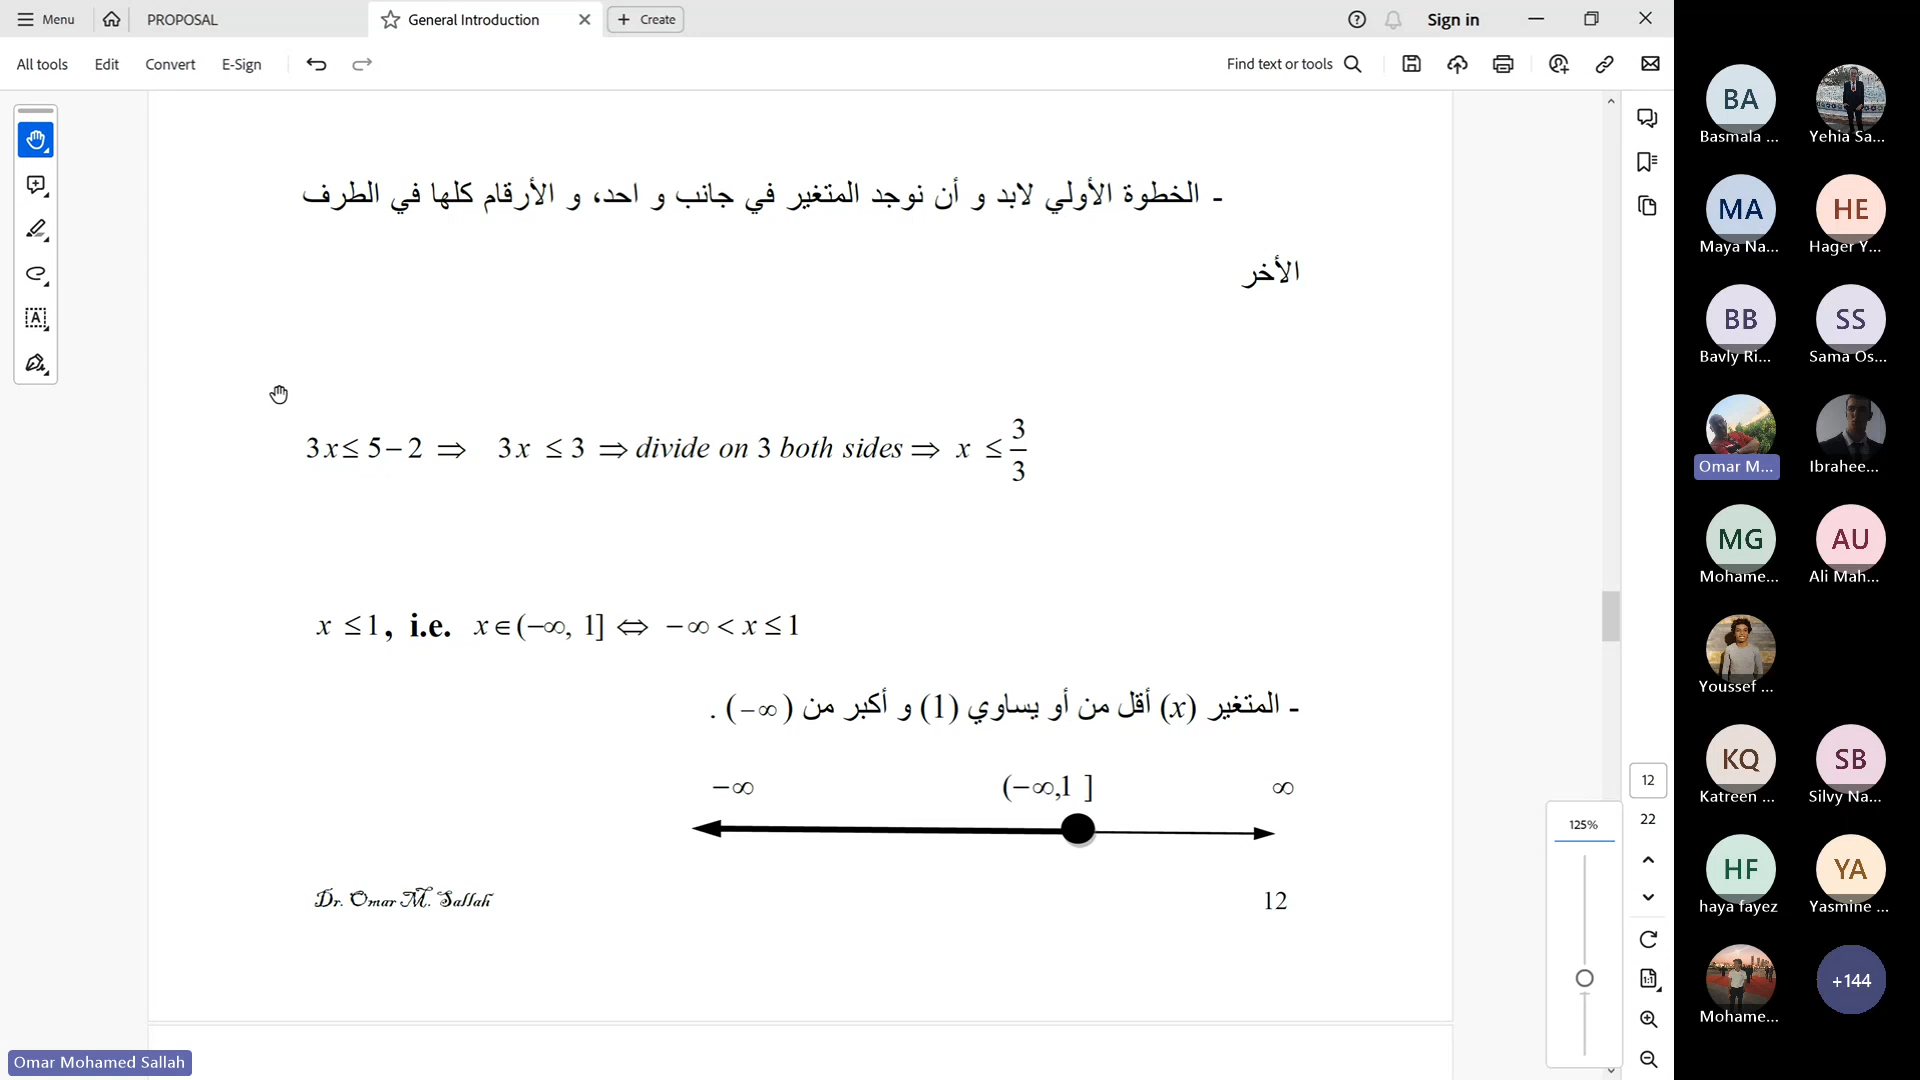 Menu
PROPOSAL
General Introduction
Create
Sign in
All tools
Edit
Convert
E-Sign
Find text or tools
- الخطوة الأولي لابد و أن نوجد المتغير في جانب و احد، و الأرقام كلها في الطرف
الأخر
3x ≤ 5 − 2 ⇒ 3x ≤ 3 ⇒ divide on 3 both sides ⇒ x ≤ 3/3
x ≤ 1, i.e. x ∈ (−∞, 1] ⇔ −∞ < x ≤ 1
- المتغير (x) أقل من أو يساوي (1) و أكبر من (−∞) .
−∞ (−∞,1 ] ∞
Dr. Omar M. Sallah
12
12
22
125%
Omar Mohamed Sallah
BA
Basmala ...
Yehia Sa...
MA
Maya Na...
HE
Hager Y...
BB
Bavly Ri...
SS
Sama Os...
Omar M...
Ibrahee...
MG
Mohame...
AU
Ali Mah...
Youssef ...
KQ
Katreen ...
SB
Silvy Na...
HF
haya fayez
YA
Yasmine ...
Mohame...
+144